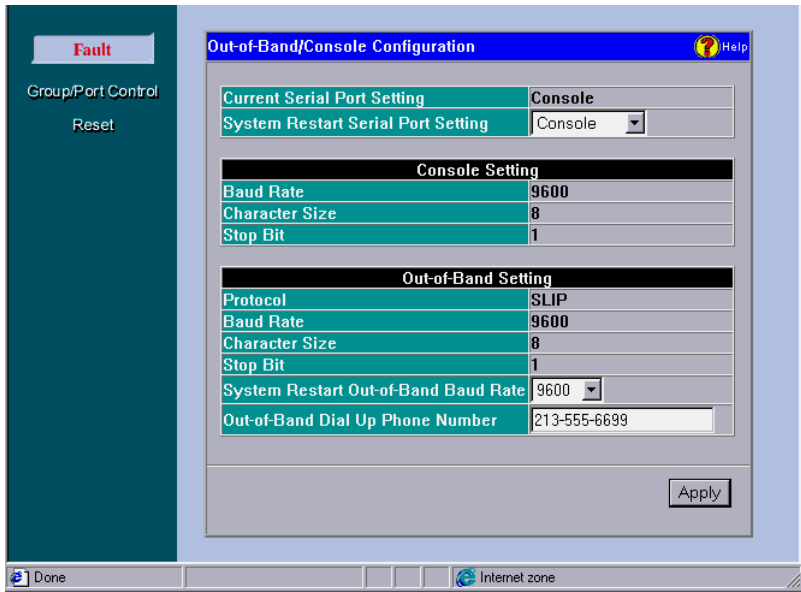 Fault
Group/Port Control
Reset
Out-of-Band/Console Configuration
Help
Current Serial Port Setting Console
System Restart Serial Port Setting Console
Console Setting
Baud Rate 9600
Character Size 8
Stop Bit 1
Out-of-Band Setting
Protocol SLIP
Baud Rate 9600
Character Size 8
Stop Bit 1
System Restart Out-of-Band Baud Rate 9600
Out-of-Band Dial Up Phone Number 213-555-6699
Apply
Done
Internet zone